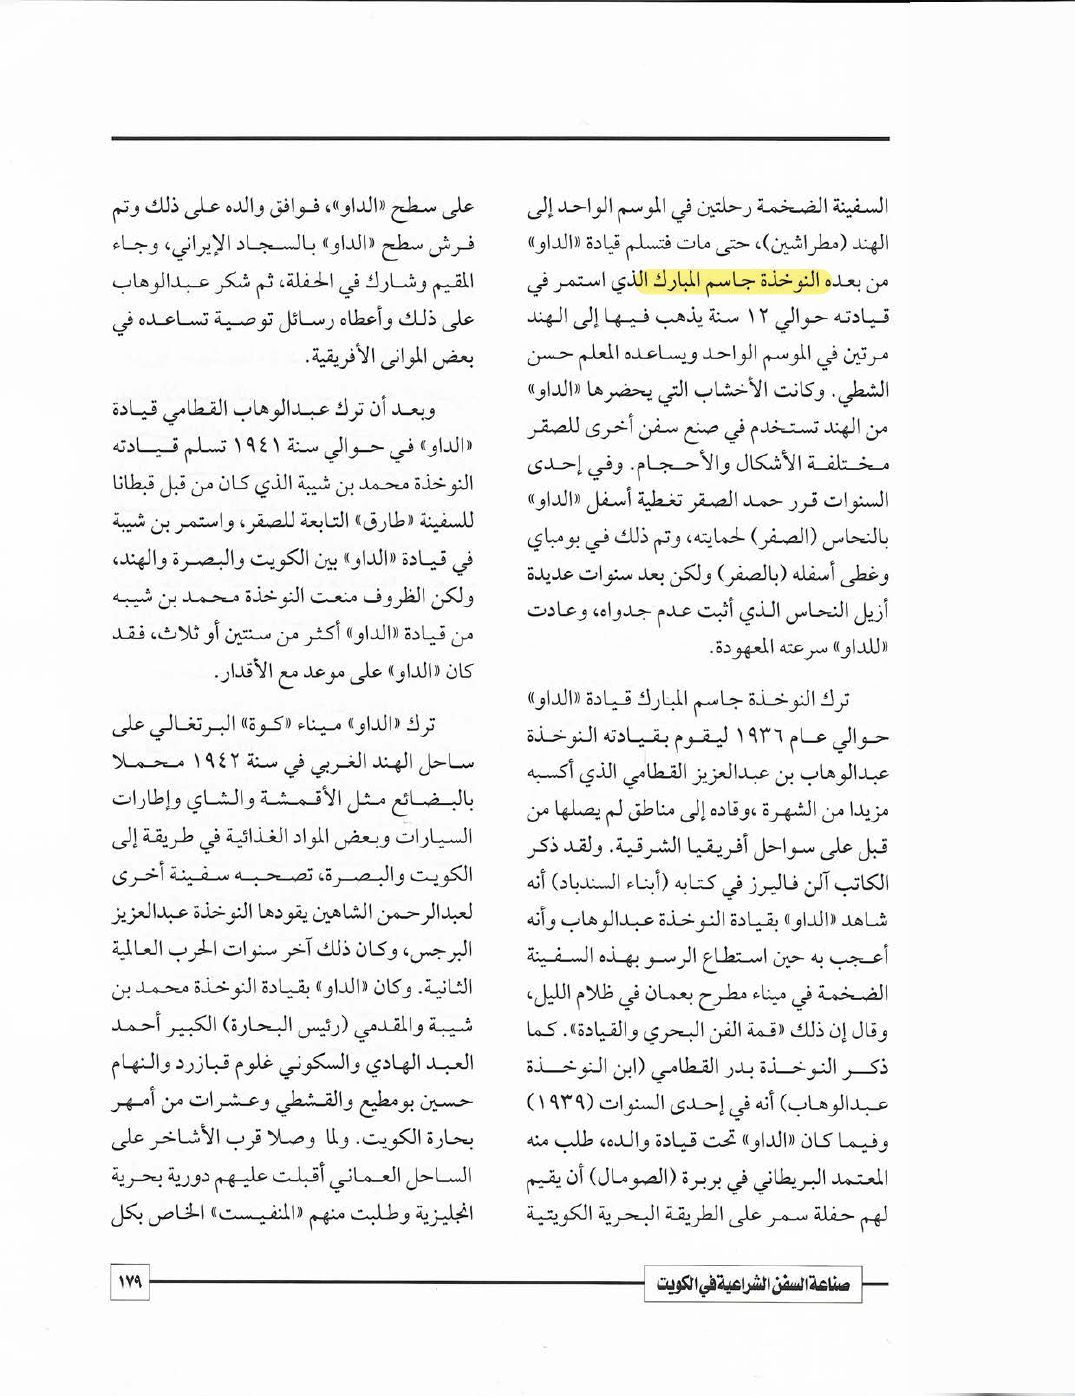 السفينة الضخمة رحلتين في الموسم الواحد إلى
الهند (مطراشين)، حتى مات فتسلم قيادة «الداو»
من بعده النوخذة جاسم المبارك الذي استمر في
قيادته حوالي ١٢ سنة يذهب فيها إلى الهند
مرتين في الموسم الواحد ويساعده المعلم حسن
الشطي. وكانت الأخشاب التي يحضرها «الداو»
من الهند تستخدم في صنع سفن أخرى للصقر
مختلفة الأشكال والأحجام. وفي إحدى
السنوات قرر حمد الصقر تغطية أسفل «الداو»
بالنحاس (الصفر) لحمايته، وتم ذلك في بومباي
وغطى أسفله (بالصفر) ولكن بعد سنوات عديدة
أزيل النحاس الذي أثبت عدم جدواه، وعادت
«للداو» سرعته المعهودة.
ترك النوخذة جاسم المبارك قيادة «الداو»
حوالي عام ١٩٣٦ ليقوم بقيادته النوخذة
عبدالوهاب بن عبدالعزيز القطامي الذي أكسبه
مزيدا من الشهرة ،وقاده إلى مناطق لم يصلها من
قبل على سواحل أفريقيا الشرقية. ولقد ذكر
الكاتب آلن فاليرز في كتابه (أبناء السندباد) أنه
شاهد «الداو» بقيادة النوخذة عبدالوهاب وأنه
أعجب به حين استطاع الرسو بهذه السفينة
الضخمة في ميناء مطرح بعمان في ظلام الليل،
وقال إن ذلك «قمة الفن البحري والقيادة». كما
ذكر النوخذة بدر القطامي (ابن النوخذة
عبدالوهاب) أنه في إحدى السنوات (١٩٣٩)
وفيما كان «الداو» تحت قيادة والده، طلب منه
المعتمد البريطاني في بربرة (الصومال) أن يقيم
لهم حفلة سمر على الطريقة البحرية الكويتية
على سطح «الداو»، فوافق والده على ذلك وتم
فرش سطح «الداو» بالسجاد الإيراني، وجاء
المقيم وشارك في الحفلة، ثم شكر عبدالوهاب
على ذلك وأعطاه رسائل توصية تساعده في
بعض المواني الأفريقية.
وبعد أن ترك عبدالوهاب القطامي قيادة
«الداو» في حوالي سنة ١٩٤١ تسلم قيادته
النوخذة محمد بن شيبة الذي كان من قبل قبطانا
للسفينة «طارق» التابعة للصقر، واستمر بن شيبة
في قيادة «الداو» بين الكويت والبصرة والهند،
ولكن الظروف منعت النوخذة محمد بن شيبه
من قيادة «الداو» أكثر من سنتين أو ثلاث، فقد
كان «الداو» على موعد مع الأقدار.
ترك «الداو» ميناء «كوة» البرتغالي على
ساحل الهند الغربي في سنة ١٩٤٢ محملا
بالبضائع مثل الأقمشة والشاي وإطارات
السيارات وبعض المواد الغذائية في طريقة إلى
الكويت والبصرة، تصحبه سفينة أخرى
لعبدالرحمن الشاهين يقودها النوخذة عبدالعزيز
البرجس، وكان ذلك آخر سنوات الحرب العالمية
الثانية. وكان «الداو» بقيادة النوخذة محمد بن
شيبة والمقدمي (رئيس البحارة) الكبير أحمد
العبد الهادي والسكوني غلوم قبازرد والنهام
حسين بومطيع والقشطي وعشرات من أمهر
بحارة الكويت. ولما وصلا قرب الأشاخر على
الساحل العماني أقبلت عليهم دورية بحرية
انجليزية وطلبت منهم «المنفيست» الخاص بكل
صناعة السفن الشراعية في الكويت
١٧٩